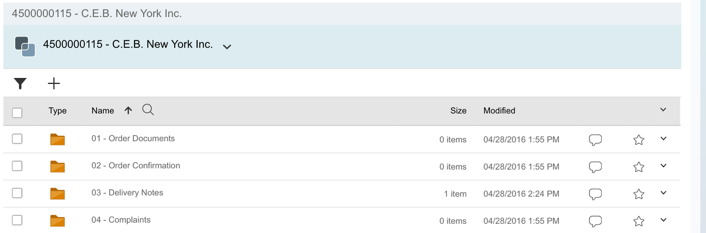 4500000115 - C.E.B. New York Inc.
4500000115 - C.E.B. New York Inc.
Type Name Size Modified
01 - Order Documents 0 items 04/28/2016 1:55 PM
02 - Order Confirmation 0 items 04/28/2016 1:55 PM
03 - Delivery Notes 1 item 04/28/2016 2:24 PM
04 - Complaints 0 items 04/28/2016 1:55 PM